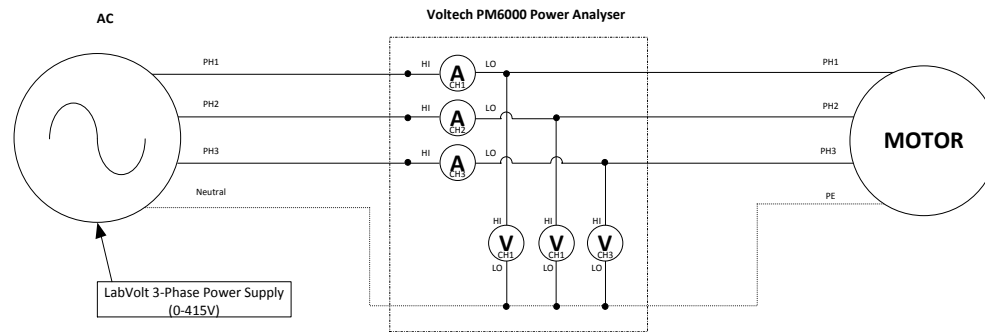 AC
Voltech PM6000 Power Analyser
PH1
HI
A
CH1
LO
PH1
PH2
HI
A
CH2
LO
PH2
MOTOR
PH3
HI
A
CH3
LO
PH3
Neutral
PE
HI
HI
HI
V
CH1
V
CH1
V
CH3
LO
LO
LO
LabVolt 3-Phase Power Supply
(0-415V)